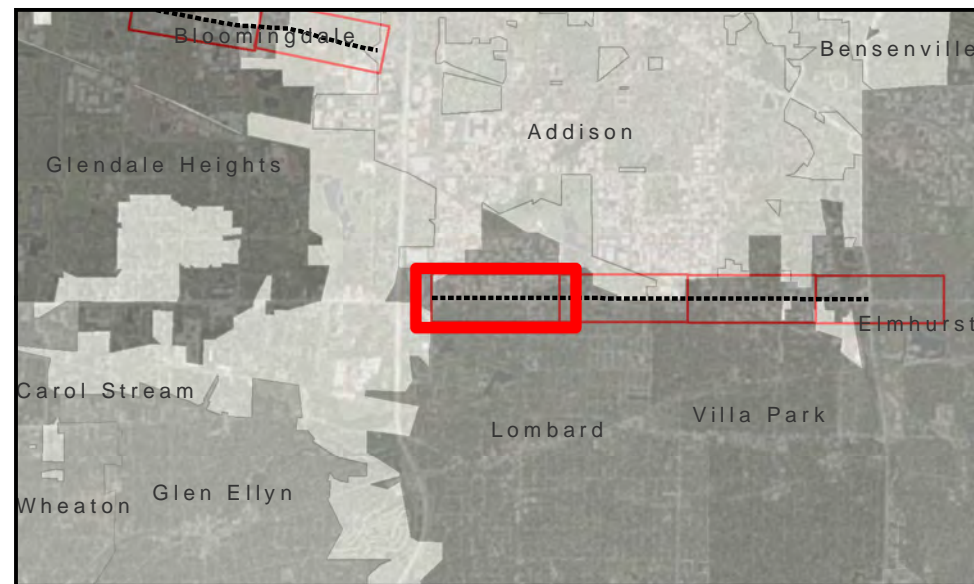 Bloomingdale
Bensenville
Addison
Glendale Heights
Elmhurst
Carol Stream
Villa Park
Lombard
Glen Ellyn
Wheaton